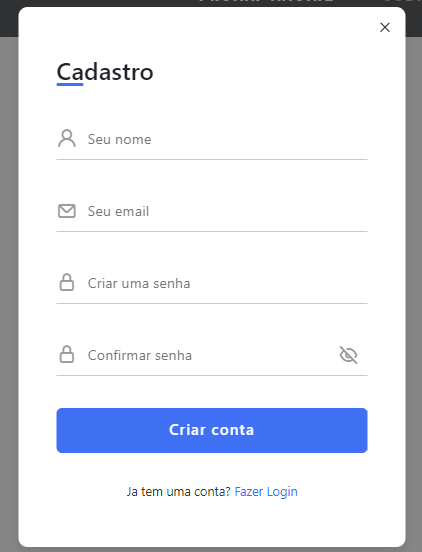 Cadastro
Seu nome
Seu email
Criar uma senha
Confirmar senha
Criar conta
Ja tem uma conta? Fazer Login